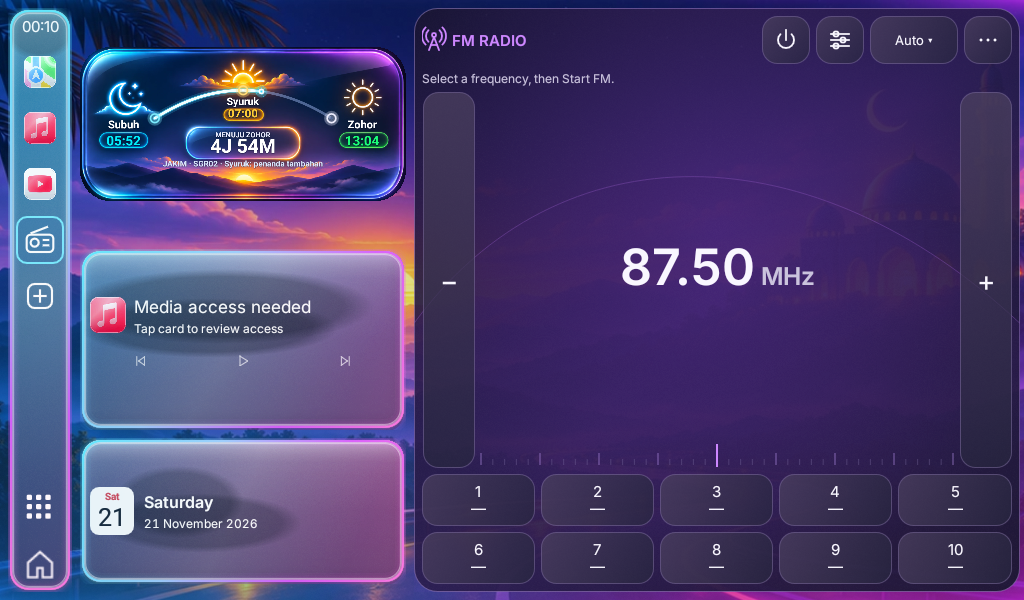 00:10
Subuh
05:52
Syuruk
07:00
Zohor
13:04
MENUJU ZOHOR
4J 54M
JAKIM · SGR02 · Syuruk: penanda tambahan
Media access needed
Tap card to review access
Sat
21
Saturday
21 November 2026
FM RADIO
Auto ▾
Select a frequency, then Start FM.
− 87.50 MHz +
1 2 3 4 5
— — — — —
6 7 8 9 10
— — — — —